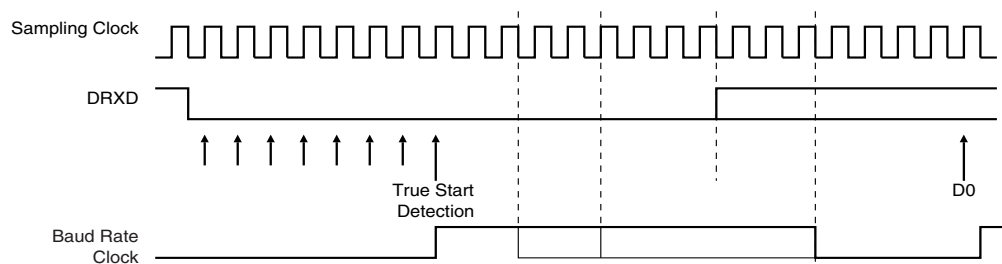 Sampling Clock
DRXD
True Start
Detection
D0
Baud Rate
Clock